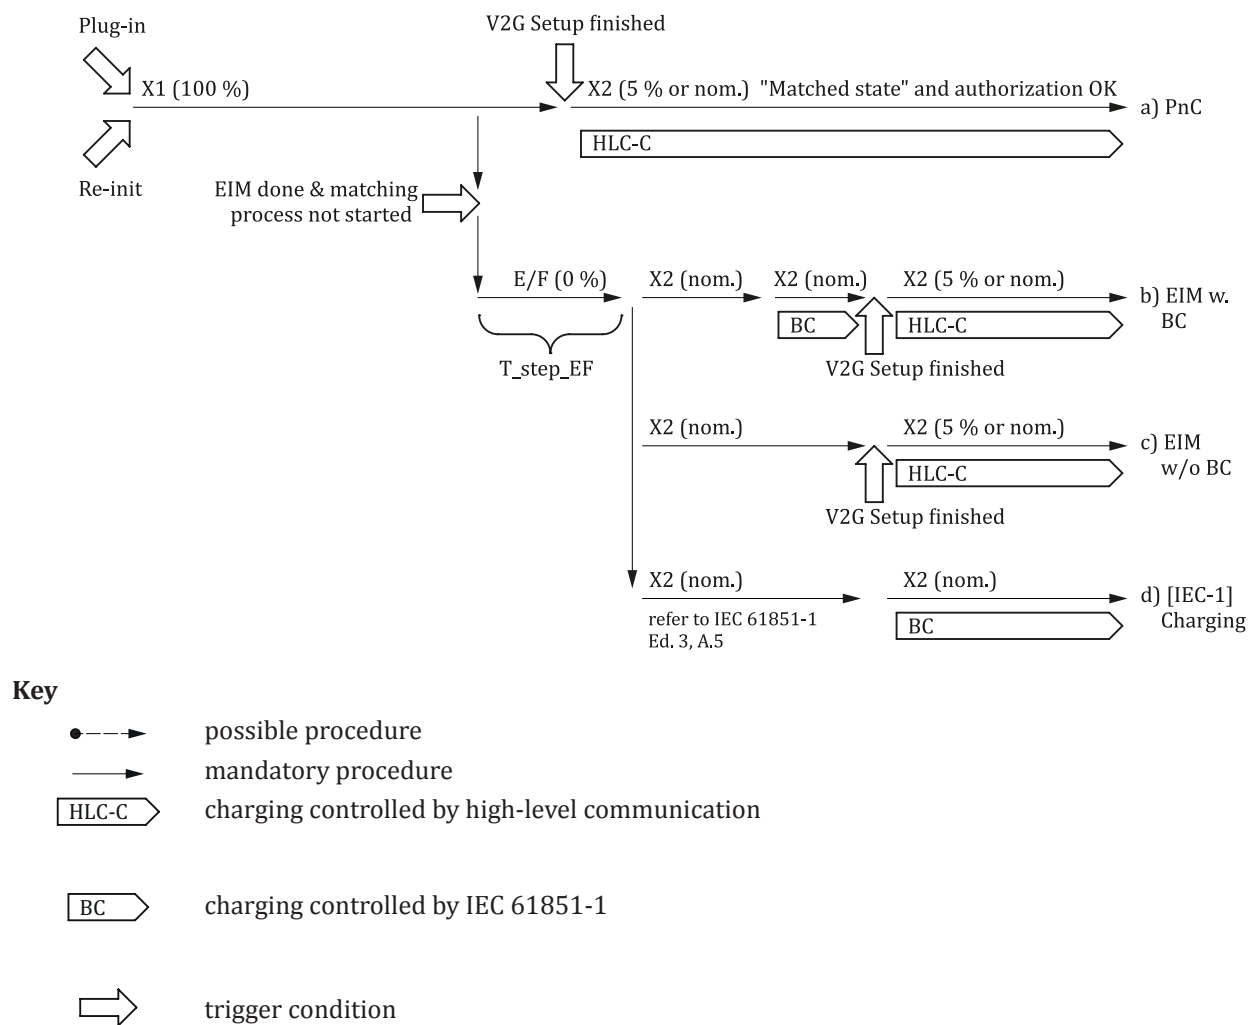 Plug-in
V2G Setup finished
X1 (100 %)
X2 (5 % or nom.) "Matched state" and authorization OK
a) PnC
HLC-C
Re-init
EIM done & matching
process not started
E/F (0 %)
X2 (nom.)
X2 (nom.)
X2 (5 % or nom.)
b) EIM w.
BC
BC
HLC-C
T_step_EF
V2G Setup finished
X2 (nom.)
X2 (5 % or nom.)
c) EIM
w/o BC
HLC-C
V2G Setup finished
X2 (nom.)
X2 (nom.)
d) [IEC-1]
Charging
refer to IEC 61851-1
Ed. 3, A.5
BC
Key
possible procedure
mandatory procedure
HLC-C charging controlled by high-level communication
BC charging controlled by IEC 61851-1
trigger condition